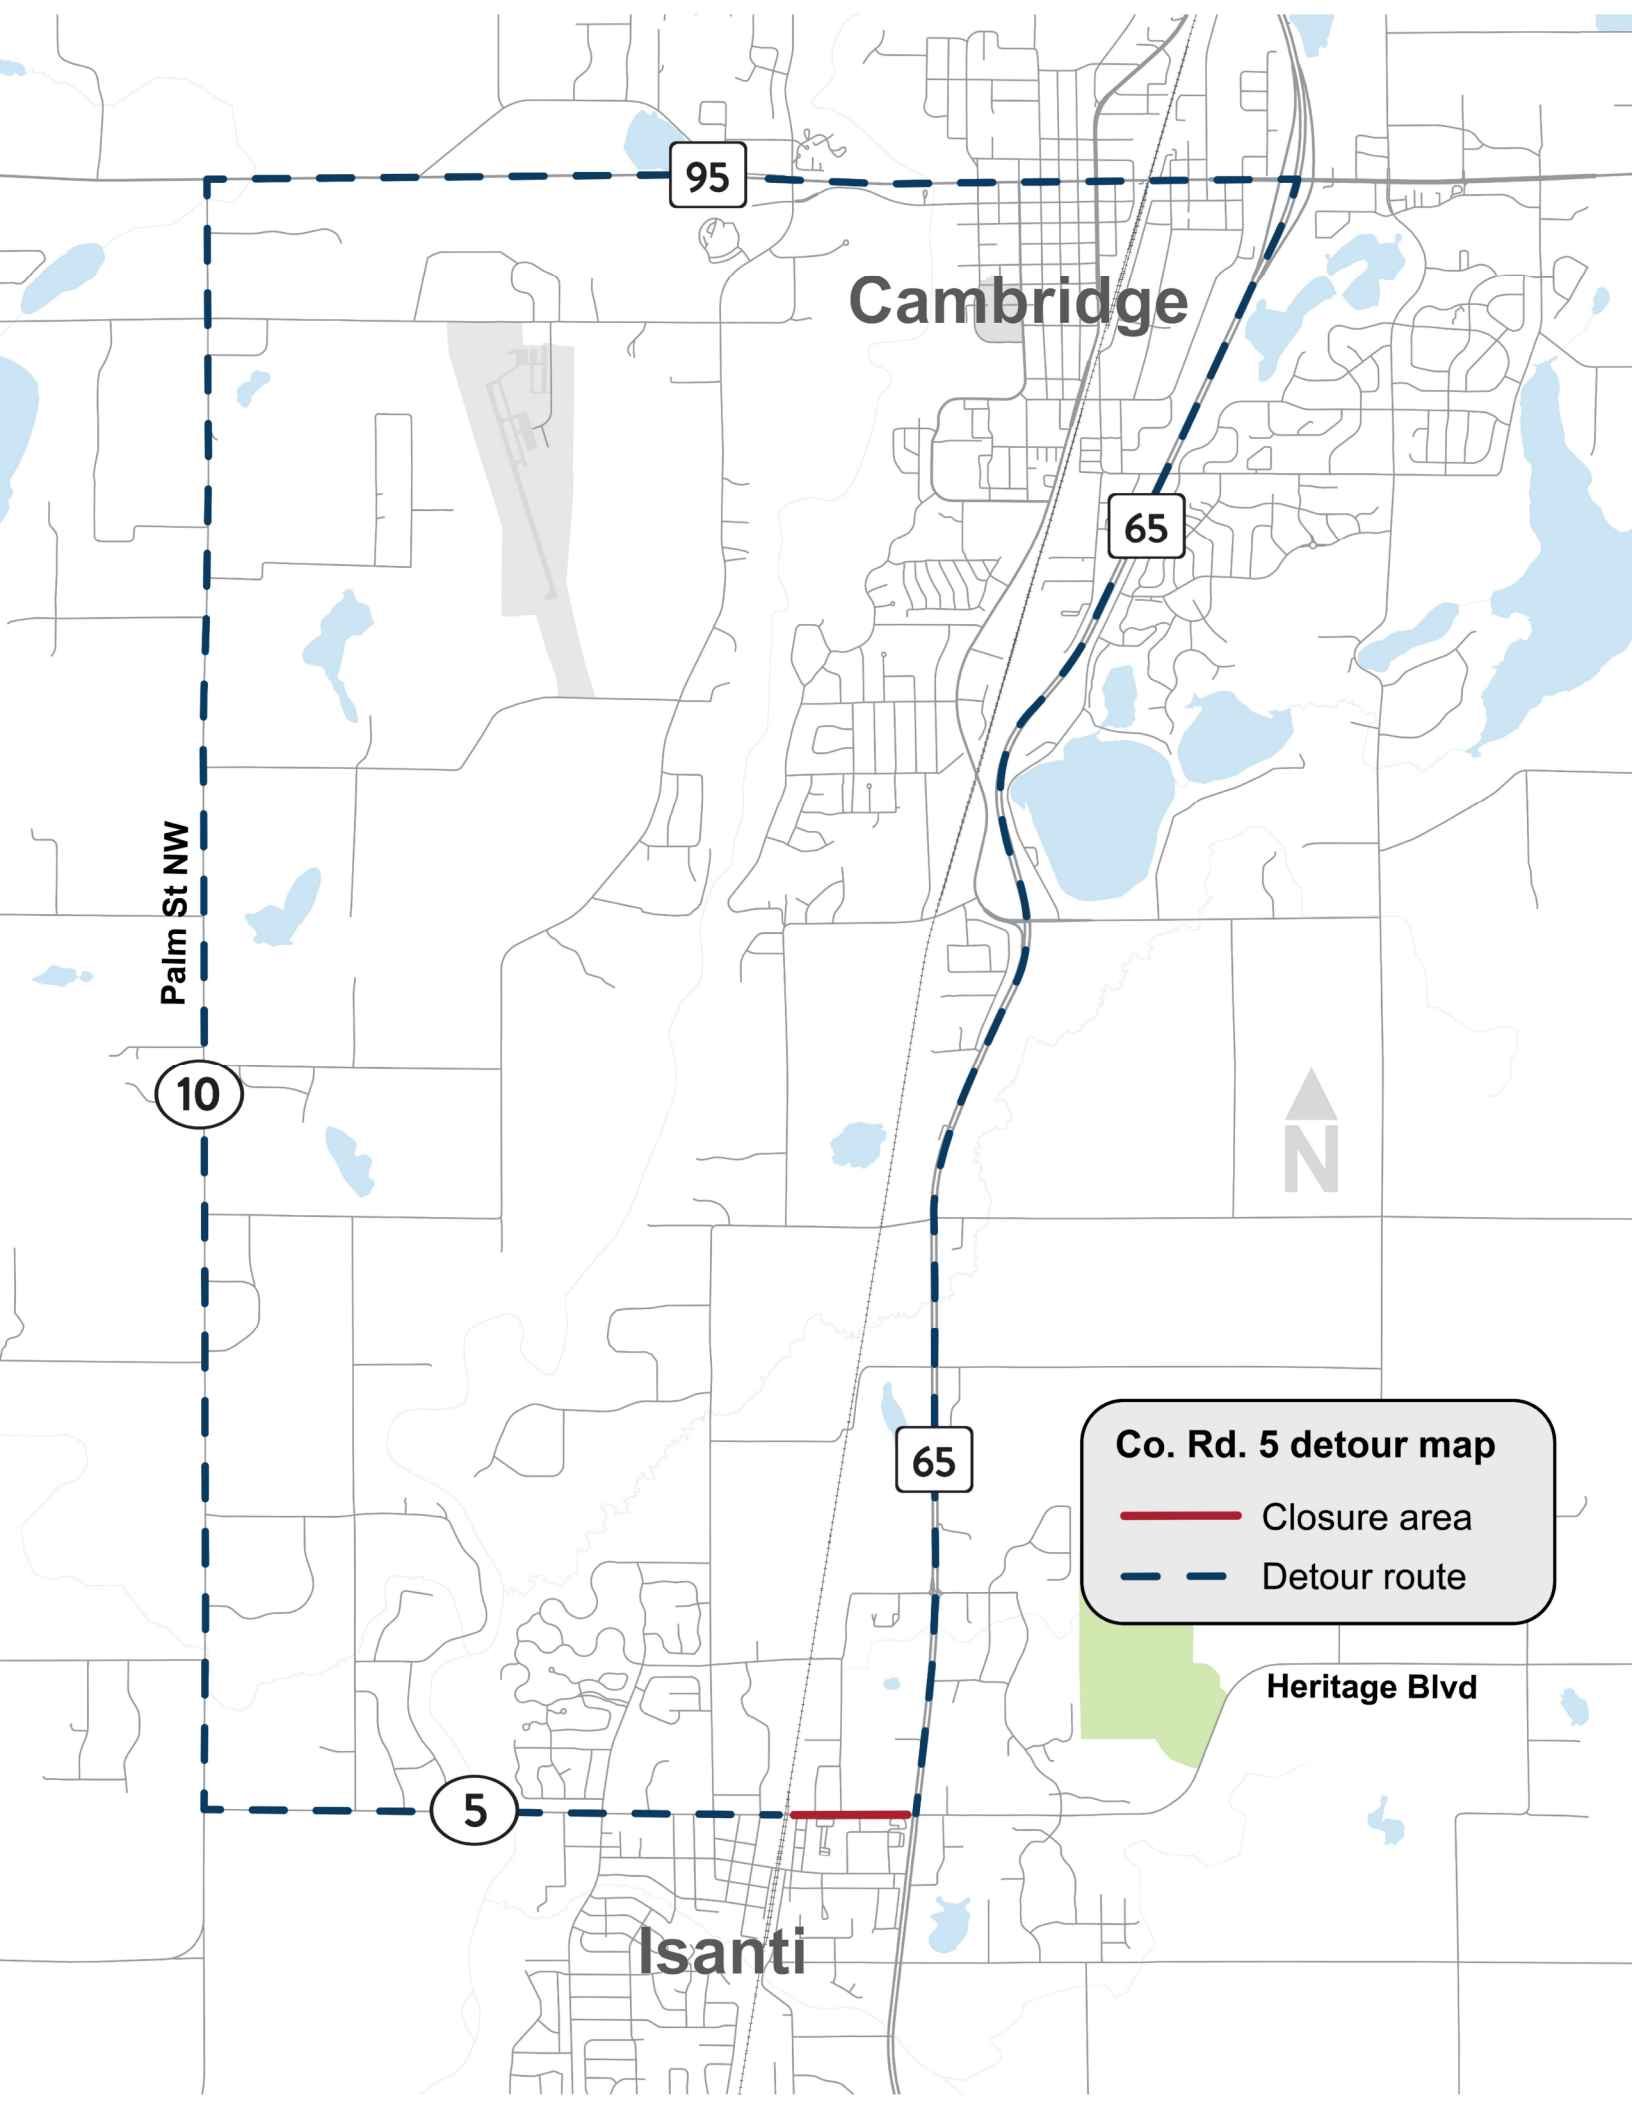 95
Cambridge
65
Palm St NW
10
N
65
Co. Rd. 5 detour map
Closure area
Detour route
Heritage Blvd
5
Isanti